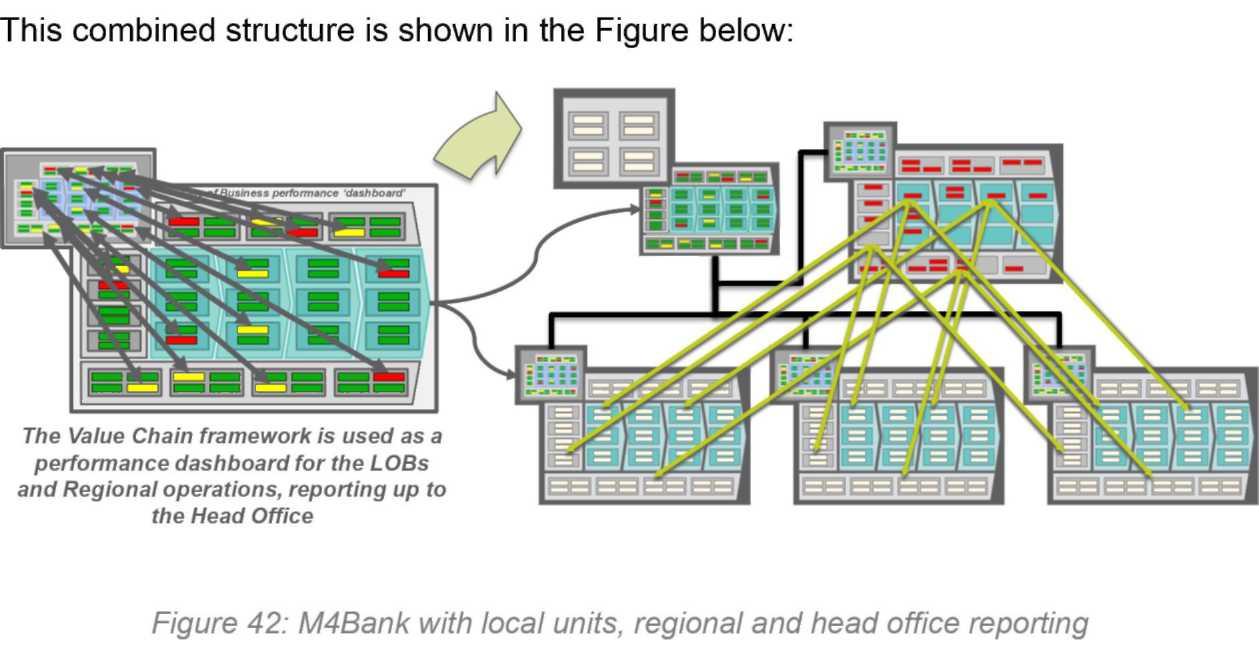 This combined structure is shown in the Figure below:
of Business performance 'dashboard'
The Value Chain framework is used as a
performance dashboard for the LOBs
and Regional operations, reporting up to
the Head Office
Figure 42: M4Bank with local units, regional and head office reporting